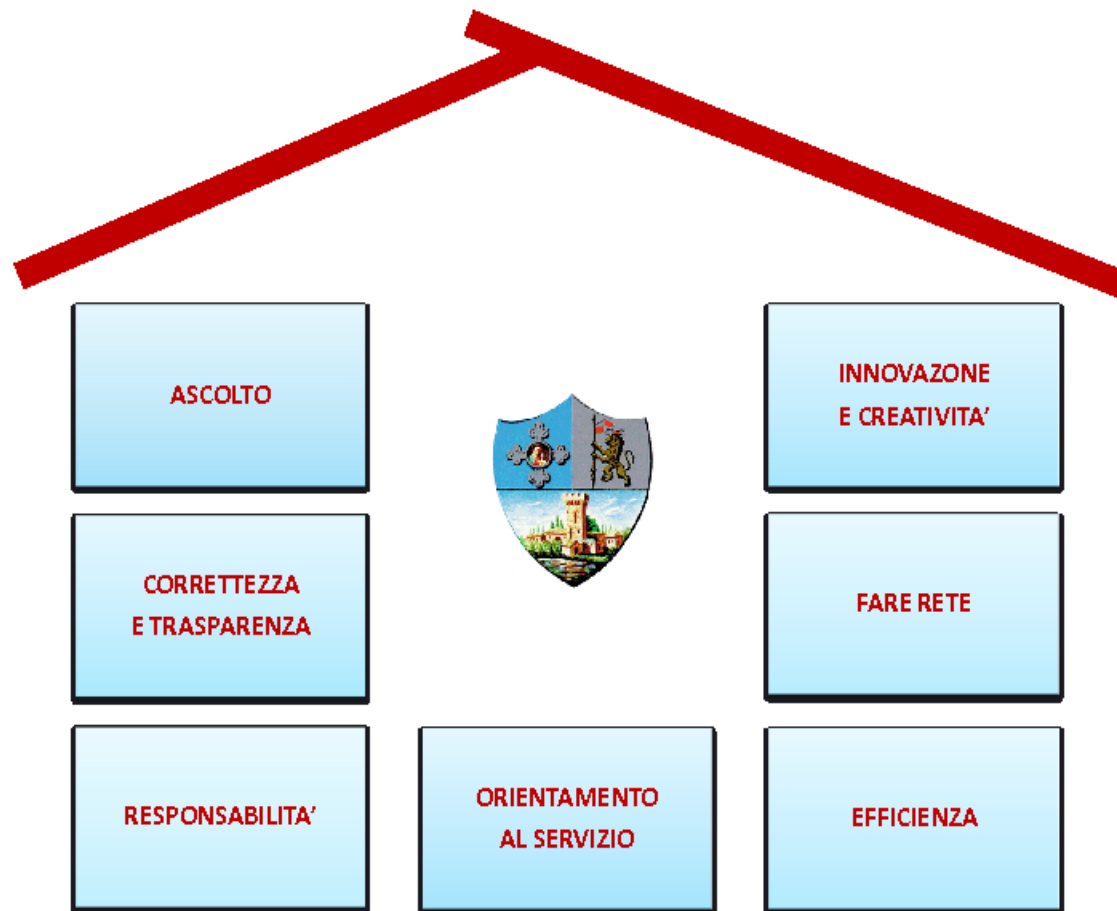 ASCOLTO
INNOVAZONE
E CREATIVITA’
CORRETTEZZA
E TRASPARENZA
FARE RETE
RESPONSABILITA’
ORIENTAMENTO
AL SERVIZIO
EFFICIENZA